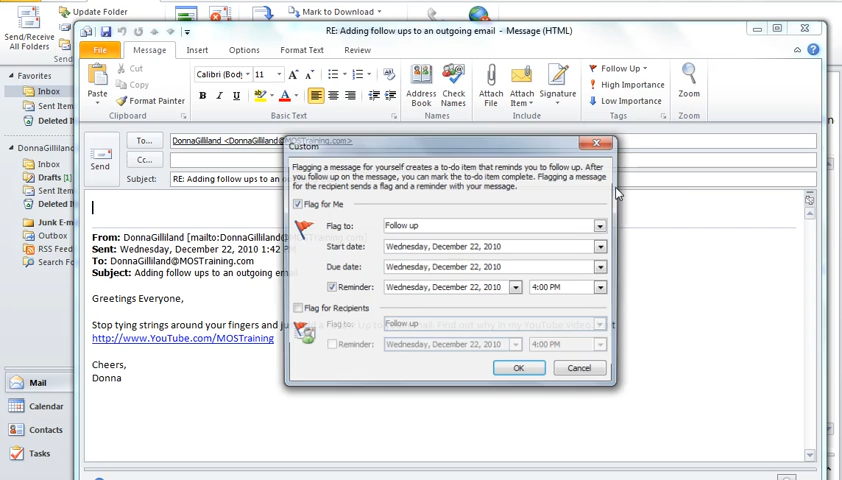 Update Folder
Mark to Download
Send/Receive
All Folders
Send
RE: Adding follow ups to an outgoing email - Message (HTML)
File Message Insert Options Format Text Review
Paste
Cut
Copy
Format Painter
Calibri (Body) 11
Address
Book
Check
Names
Attach
File
Attach
Item
Signature
Follow Up
High Importance
Low Importance
Zoom
Clipboard Basic Text Names Include Tags Zoom
Favorites
Inbox
Sent Item
Deleted I
DonnaGilliland
Inbox
Drafts [1]
Sent Item
Deleted I
Junk E-m
Outbox
RSS Feed
Search Fo
Mail
Calendar
Contacts
Tasks
Send
To... DonnaGilliland <DonnaGilliland@MOSTraining.com>
Cc...
Subject: RE: Adding follow ups to an o
From: DonnaGilliland [mailto:DonnaGilliland@MOSTraining.com]
Sent: Wednesday, December 22, 2010 1:42 P
To: DonnaGilliland@MOSTraining.com
Subject: Adding follow ups to an outgoing email
Greetings Everyone,
Stop tying strings around your fingers and ju
http://www.YouTube.com/MOSTraining
Cheers,
Donna
Custom
Flagging a message for yourself creates a to-do item that reminds you to follow up. After
you follow up on the message, you can mark the to-do item complete. Flagging a message
for the recipient sends a flag and a reminder with your message.
Flag for Me
Flag to: Follow up
Start date: Wednesday, December 22, 2010
Due date: Wednesday, December 22, 2010
Reminder: Wednesday, December 22, 2010 4:00 PM
Flag for Recipients
Flag to: Follow up
Reminder: Wednesday, December 22, 2010 4:00 PM
OK Cancel